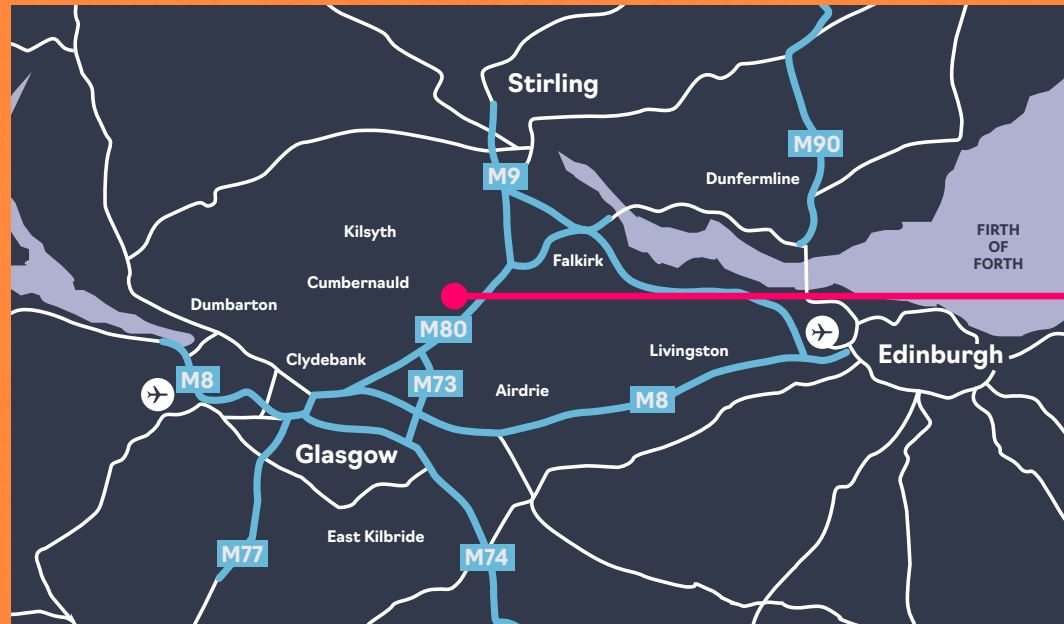 Stirling
M90
M9
Dunfermline
Kilsyth
FIRTH
OF
FORTH
Falkirk
Cumbernauld
Dumbarton
M80
Livingston
Edinburgh
Clydebank
M8
M73
Airdrie
M8
Glasgow
East Kilbride
M77
M74